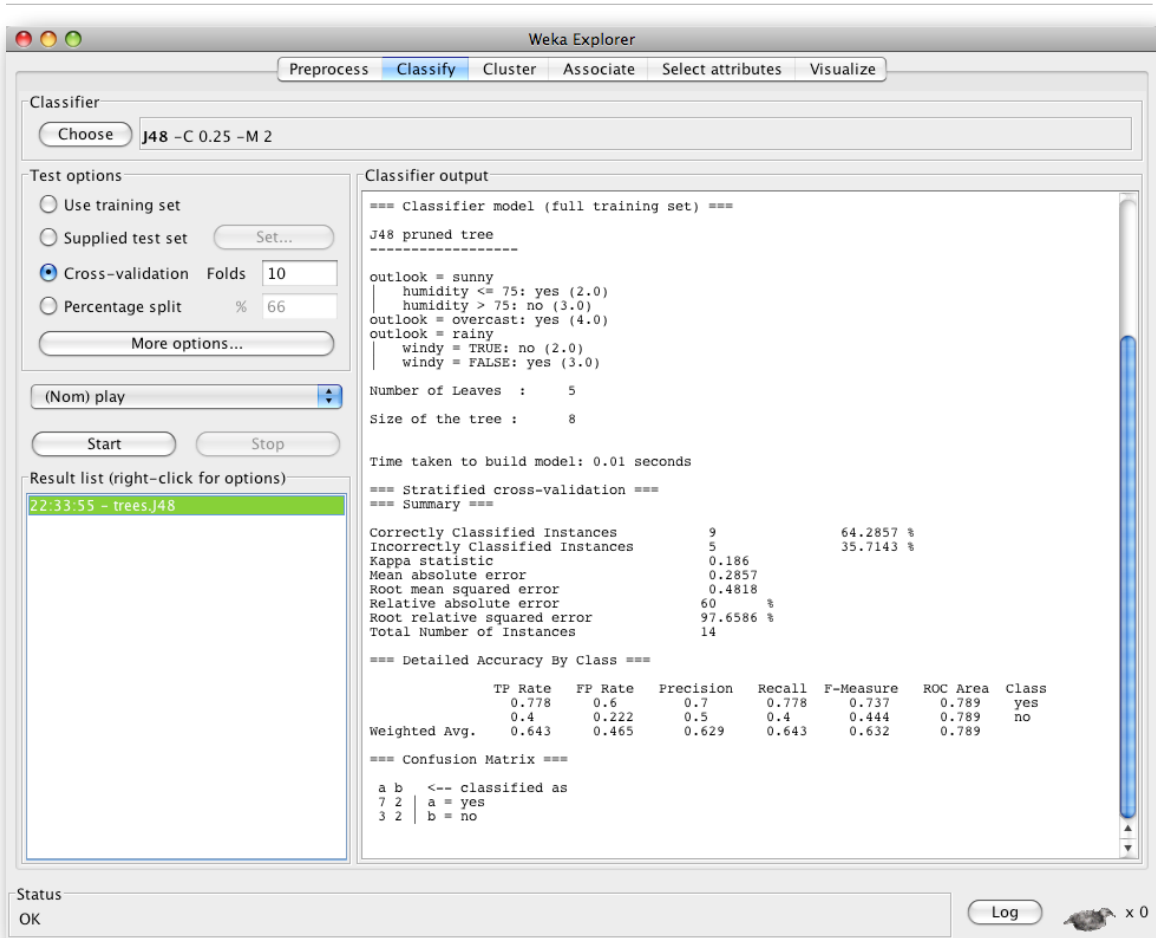 Weka Explorer
Preprocess Classify Cluster Associate Select attributes Visualize
Classifier
Choose J48 -C 0.25 -M 2
Test options
Use training set
Supplied test set Set...
Cross-validation Folds 10
Percentage split % 66
More options...
(Nom) play
Start Stop
Result list (right-click for options)
22:33:55 - trees.J48
Classifier output
=== Classifier model (full training set) ===
J48 pruned tree
------------------
outlook = sunny
|   humidity <= 75: yes (2.0)
|   humidity > 75: no (3.0)
outlook = overcast: yes (4.0)
outlook = rainy
|   windy = TRUE: no (2.0)
|   windy = FALSE: yes (3.0)
Number of Leaves  :     5
Size of the tree :      8
Time taken to build model: 0.01 seconds
=== Stratified cross-validation ===
=== Summary ===
Correctly Classified Instances           9               64.2857 %
Incorrectly Classified Instances         5               35.7143 %
Kappa statistic                          0.186
Mean absolute error                      0.2857
Root mean squared error                  0.4818
Relative absolute error                 60      %
Root relative squared error             97.6586 %
Total Number of Instances               14
=== Detailed Accuracy By Class ===
TP Rate   FP Rate   Precision   Recall  F-Measure   ROC Area  Class
0.778     0.6        0.7       0.778     0.737      0.789    yes
0.4       0.222      0.5       0.4       0.444      0.789    no
Weighted Avg.    0.643     0.465      0.629     0.643     0.632      0.789
=== Confusion Matrix ===
a b   <-- classified as
7 2 | a = yes
3 2 | b = no
Status
OK
Log x 0